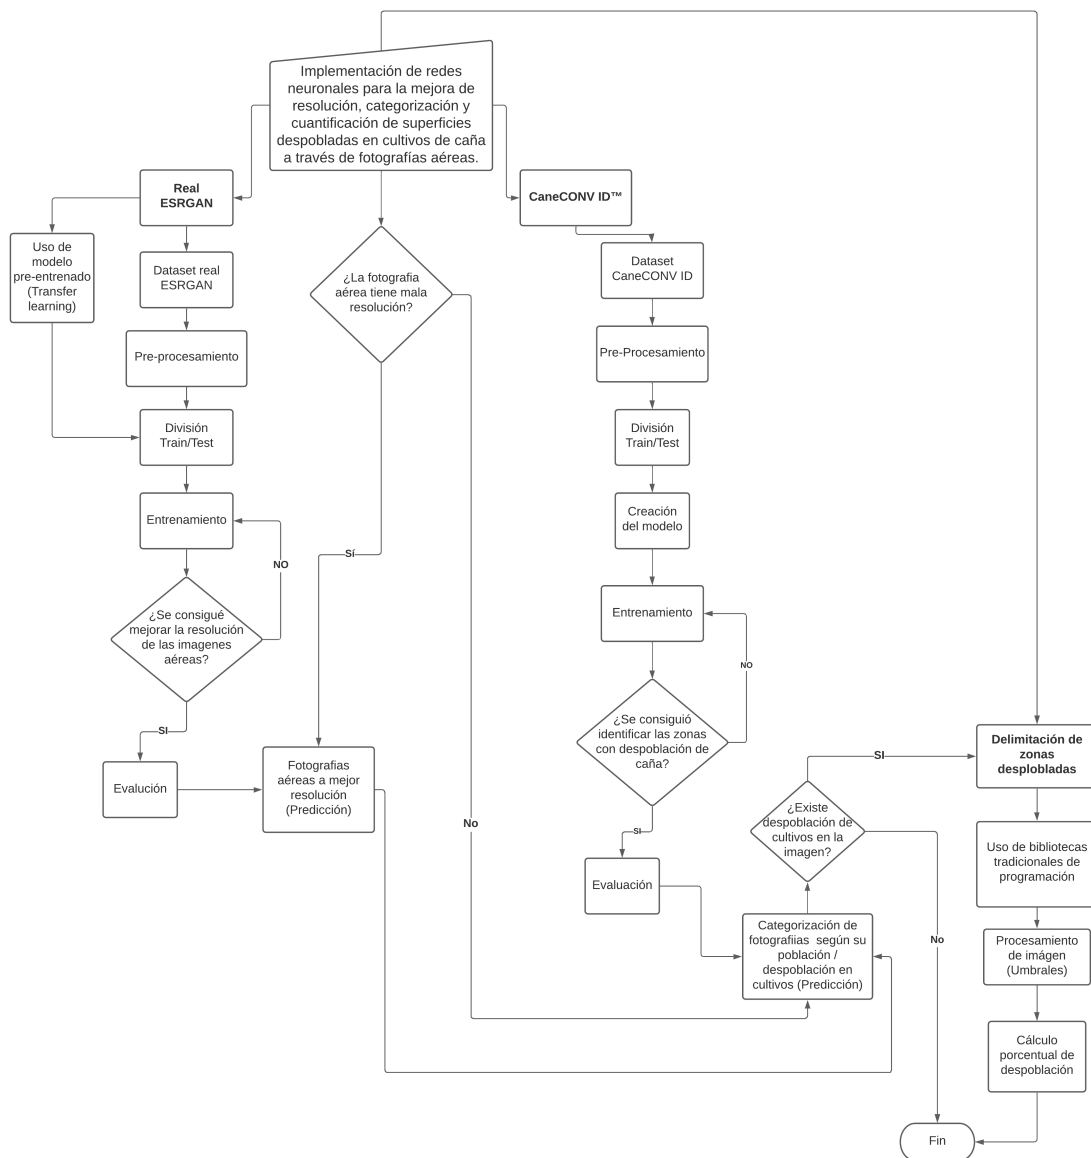 Implementación de redes
neuronales para la mejora de
resolución, categorización y
cuantificación de superficies
despobladas en cultivos de caña
a través de fotografías aéreas.
Real
ESRGAN
CaneCONV ID™
Uso de
modelo
pre-entrenado
(Transfer
learning)
Dataset real
ESRGAN
¿La fotografia
aérea tiene mala
resolución?
Dataset
CaneCONV ID
Pre-procesamiento
Pre-Procesamiento
División
Train/Test
División
Train/Test
Entrenamiento
Creación
del modelo
Sí
NO
¿Se consigué
mejorar la resolución
de las imagenes
aéreas?
Entrenamiento
NO
SI
¿Se consiguió
identificar las zonas
con despoblación de
caña?
Delimitación de
zonas
desplobladas
SI
Evalución
Fotografias
aéreas a mejor
resolución
(Predicción)
¿Existe
despoblación de
cultivos en la
imagen?
No
SI
Uso de bibliotecas
tradicionales de
programación
Evaluación
Categorización de
fotografiias según su
población /
despoblación en
cultivos (Predicción)
No
Procesamiento
de imágen
(Umbrales)
Cálculo
porcentual de
despoblación
Fin